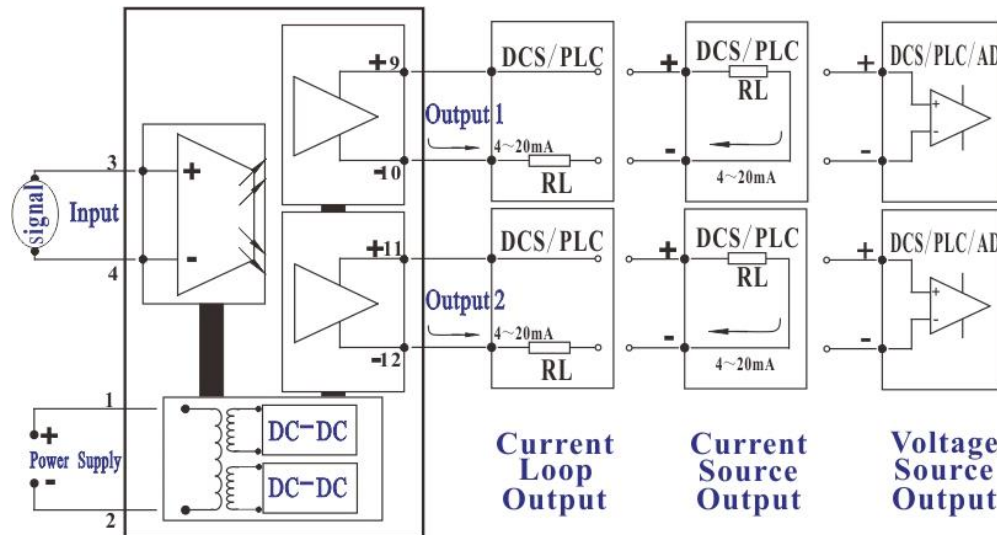 +9
DCS/PLC
+
DCS/PLC
+
DCS/PLC/AD
RL
Output 1
+
-
3
4~20mA
-10
-
-
RL
4~20mA
+
signal
Input
-
4
+11
DCS/PLC
+
DCS/PLC
+
DCS/PLC/AD
RL
Output 2
+
-
4~20mA
-12
-
-
RL
4~20mA
1
+
Power Supply
-
2
DC-DC
DC-DC
Current
Loop
Output
Current
Source
Output
Voltage
Source
Output